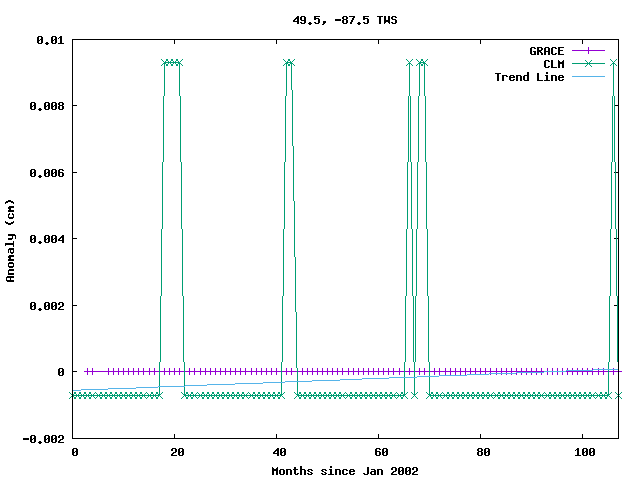 49.5, -87.5 TWS
0.01
0.008
0.006
0.004
0.002
0
-0.002
Anomaly (cm)
GRACE
CLM
Trend Line
0 20 40 60 80 100
Months since Jan 2002